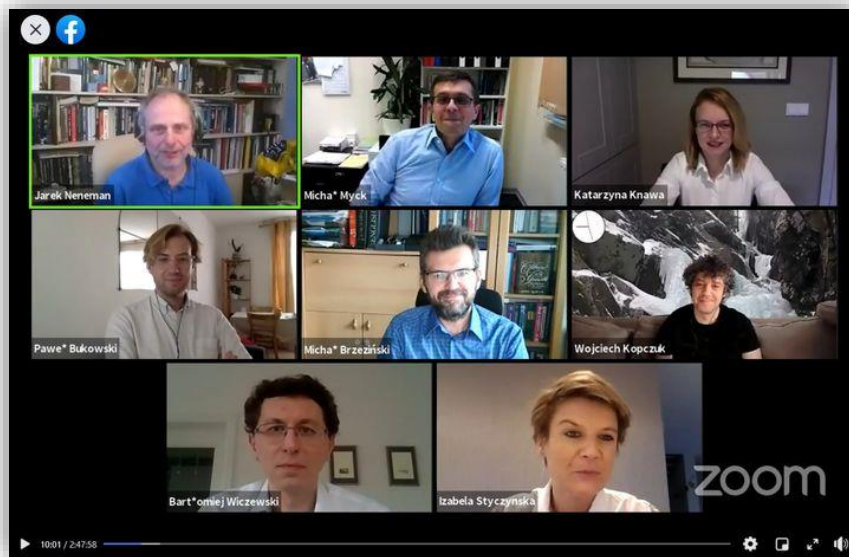 Jarek Neneman
Micha* Myck
Katarzyna Knawa
Pawe* Bukowski
Micha* Brzeziński
Wojciech Kopczuk
Bart*omiej Wiczewski
Izabela Styczynska
zoom
10:01 / 2:47:58